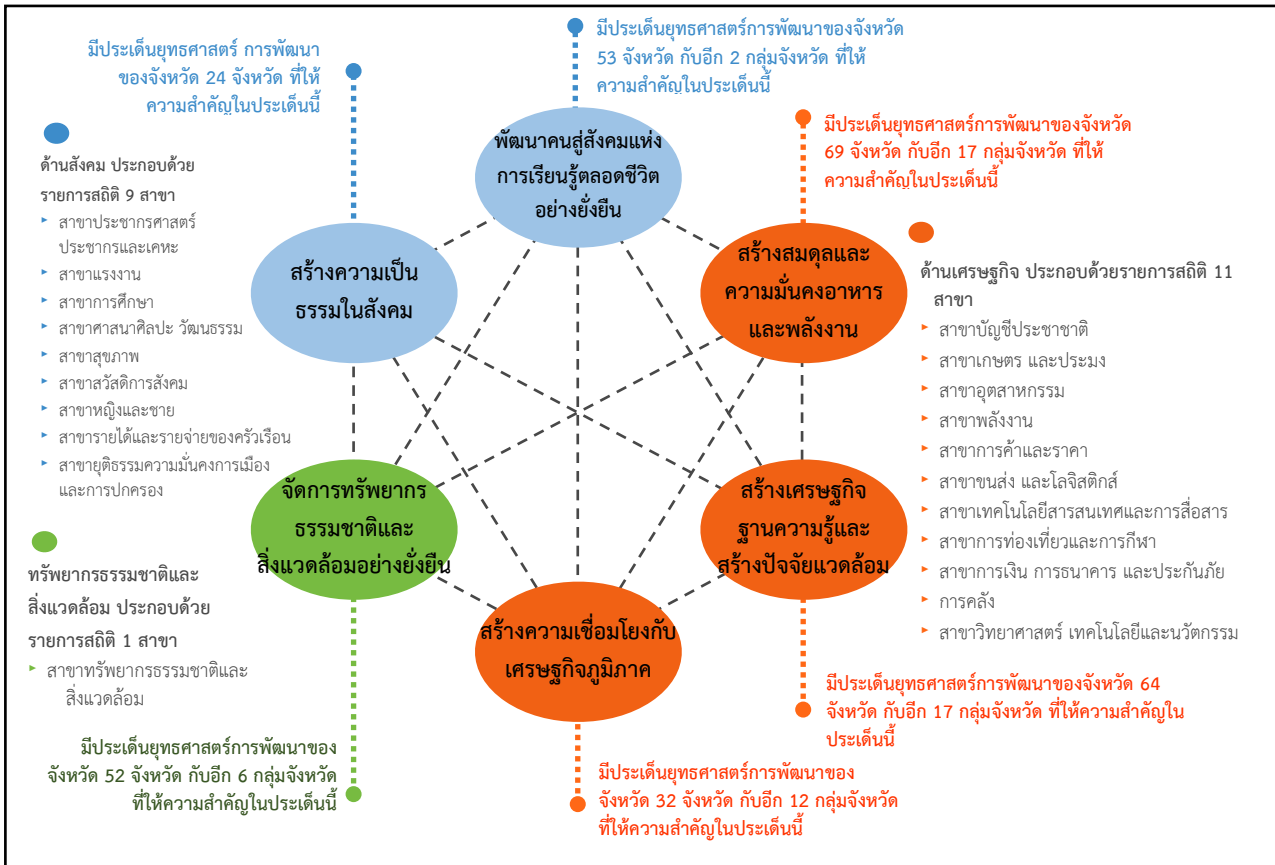 มีประเด็นยุทธศาสตร์ การพัฒนา
ของจังหวัด 24 จังหวัด ที่ให้
ความสำคัญในประเด็นนี้
มีประเด็นยุทธศาสตร์การพัฒนาของจังหวัด
53 จังหวัด กับอีก 2 กลุ่มจังหวัด ที่ให้
ความสำคัญในประเด็นนี้
มีประเด็นยุทธศาสตร์การพัฒนาของจังหวัด
69 จังหวัด กับอีก 17 กลุ่มจังหวัด ที่ให้
ความสำคัญในประเด็นนี้
พัฒนาคนสู่สังคมแห่ง
การเรียนรู้ตลอดชีวิต
อย่างยั่งยืน
สร้างความเป็น
ธรรมในสังคม
สร้างสมดุลและ
ความมั่นคงอาหาร
และพลังงาน
ด้านสังคม ประกอบด้วย
รายการสถิติ 9 สาขา
‣ สาขาประชากรศาสตร์
ประชากรและเคหะ
‣ สาขาแรงงาน
‣ สาขาการศึกษา
‣ สาขาศาสนาศิลปะ วัฒนธรรม
‣ สาขาสุขภาพ
‣ สาขาสวัสดิการสังคม
‣ สาขาหญิงและชาย
‣ สาขารายได้และรายจ่ายของครัวเรือน
‣ สาขายุติธรรมความมั่นคงการเมือง
และการปกครอง
ด้านเศรษฐกิจ ประกอบด้วยรายการสถิติ 11
สาขา
‣ สาขาบัญชีประชาชาติ
‣ สาขาเกษตร และประมง
‣ สาขาอุตสาหกรรม
‣ สาขาพลังงาน
‣ สาขาการค้าและราคา
‣ สาขาขนส่ง และโลจิสติกส์
‣ สาขาเทคโนโลยีสารสนเทศและการสื่อสาร
‣ สาขาการท่องเที่ยวและการกีฬา
‣ สาขาการเงิน การธนาคาร และประกันภัย
‣ การคลัง
‣ สาขาวิทยาศาสตร์ เทคโนโลยีและนวัตกรรม
จัดการทรัพยากร
ธรรมชาติและ
สิ่งแวดล้อมอย่างยั่งยืน
สร้างเศรษฐกิจ
ฐานความรู้และ
สร้างปัจจัยแวดล้อม
สร้างความเชื่อมโยงกับ
เศรษฐกิจภูมิภาค
ทรัพยากรธรรมชาติและ
สิ่งแวดล้อม ประกอบด้วย
รายการสถิติ 1 สาขา
‣ สาขาทรัพยากรธรรมชาติและ
สิ่งแวดล้อม
มีประเด็นยุทธศาสตร์การพัฒนาของ
จังหวัด 52 จังหวัด กับอีก 6 กลุ่มจังหวัด
ที่ให้ความสำคัญในประเด็นนี้
มีประเด็นยุทธศาสตร์การพัฒนาของ
จังหวัด 32 จังหวัด กับอีก 12 กลุ่มจังหวัด
ที่ให้ความสำคัญในประเด็นนี้
มีประเด็นยุทธศาสตร์การพัฒนาของจังหวัด 64
จังหวัด กับอีก 17 กลุ่มจังหวัด ที่ให้ความสำคัญใน
ประเด็นนี้